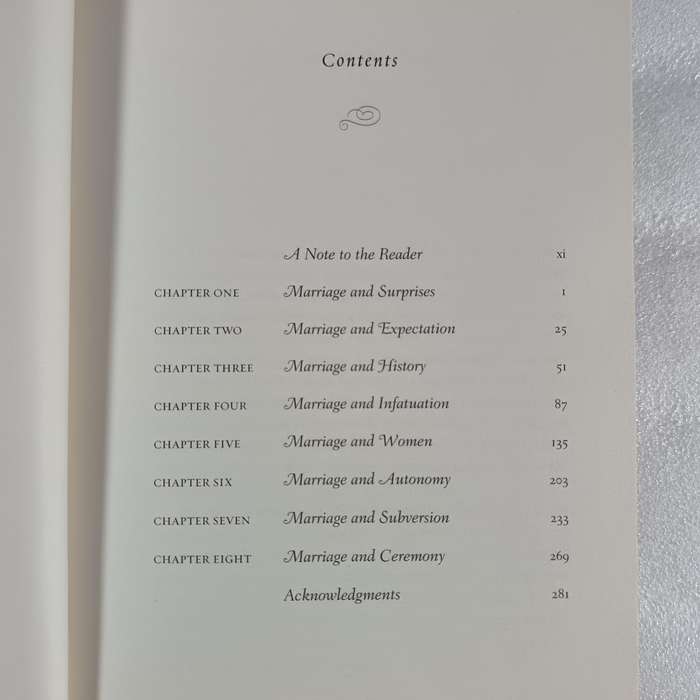 Contents
A Note to the Reader xi
CHAPTER ONE Marriage and Surprises 1
CHAPTER TWO Marriage and Expectation 25
CHAPTER THREE Marriage and History 51
CHAPTER FOUR Marriage and Infatuation 87
CHAPTER FIVE Marriage and Women 135
CHAPTER SIX Marriage and Autonomy 203
CHAPTER SEVEN Marriage and Subversion 233
CHAPTER EIGHT Marriage and Ceremony 269
Acknowledgments 281